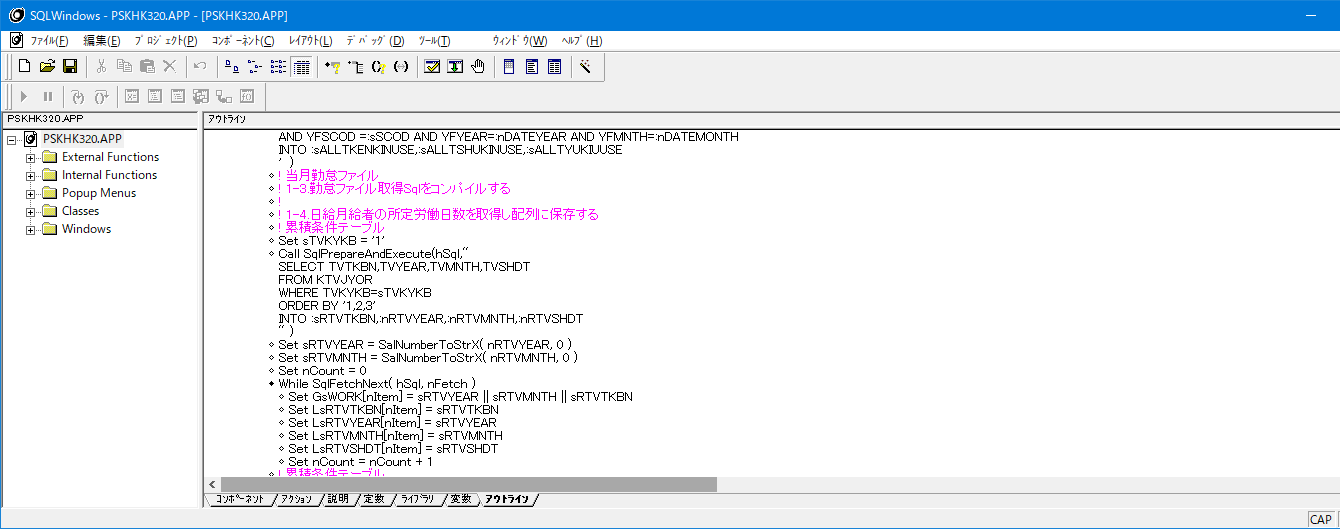 SQLWindows - PSKHK320.APP - [PSKHK320.APP]
ﾌｧｲﾙ(F) 編集(E) ﾌﾟﾛｼﾞｪｸﾄ(P) ｺﾝﾎﾟｰﾈﾝﾄ(C) ﾚｲｱｳﾄ(L) ﾃﾞﾊﾞｯｸﾞ(D) ﾂｰﾙ(T) ｳｨﾝﾄﾞｳ(W) ﾍﾙﾌﾟ(H)
PSKHK320.APP
PSKHK320.APP
External Functions
Internal Functions
Popup Menus
Classes
Windows
ｱｳﾄﾗｲﾝ
AND YFSCOD =:sSCOD AND YFYEAR=:nDATEYEAR AND YFMNTH=:nDATEMONTH
INTO :sALLTKENKINUSE,:sALLTSHUKINUSE,:sALLTYUKIUUSE
' )
! 当月勤怠ファイル
! 1-3.勤怠ファイル取得Sqlをコンパイルする
!
! 1-4.日給月給者の所定労働日数を取得し配列に保存する
! 累積条件テーブル
Set sTVKYKB = '1'
Call SqlPrepareAndExecute(hSql,"
SELECT TVTKBN,TVYEAR,TVMNTH,TVSHDT
FROM KTVJYOR
WHERE TVKYKB=sTVKYKB
ORDER BY '1,2,3'
INTO :sRTVTKBN,:nRTVYEAR,:nRTVMNTH,:nRTVSHDT
" )
Set sRTVYEAR = SalNumberToStrX( nRTVYEAR, 0 )
Set sRTVMNTH = SalNumberToStrX( nRTVMNTH, 0 )
Set nCount = 0
While SqlFetchNext( hSql, nFetch )
Set GsWORK[nItem] = sRTVYEAR || sRTVMNTH || sRTVTKBN
Set LsRTVTKBN[nItem] = sRTVTKBN
Set LsRTVYEAR[nItem] = sRTVYEAR
Set LsRTVMNTH[nItem] = sRTVMNTH
Set LsRTVSHDT[nItem] = sRTVSHDT
Set nCount = nCount + 1
! 累積条件テーブル
ｺﾝﾎﾟｰﾈﾝﾄ ｱｸｼｮﾝ 説明 定数 ﾗｲﾌﾞﾗﾘ 変数 ｱｳﾄﾗｲﾝ
CAP